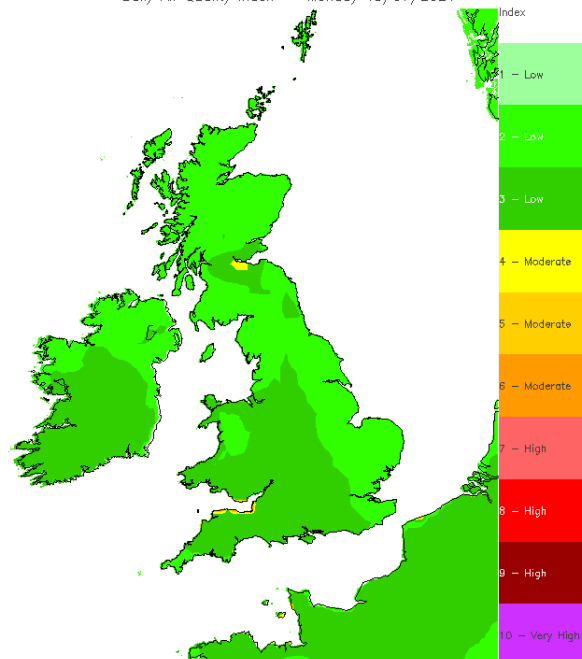 Index
1 – Low
2 – Low
3 – Low
4 – Moderate
5 – Moderate
6 – Moderate
7 – High
8 – High
9 – High
10 – Very High